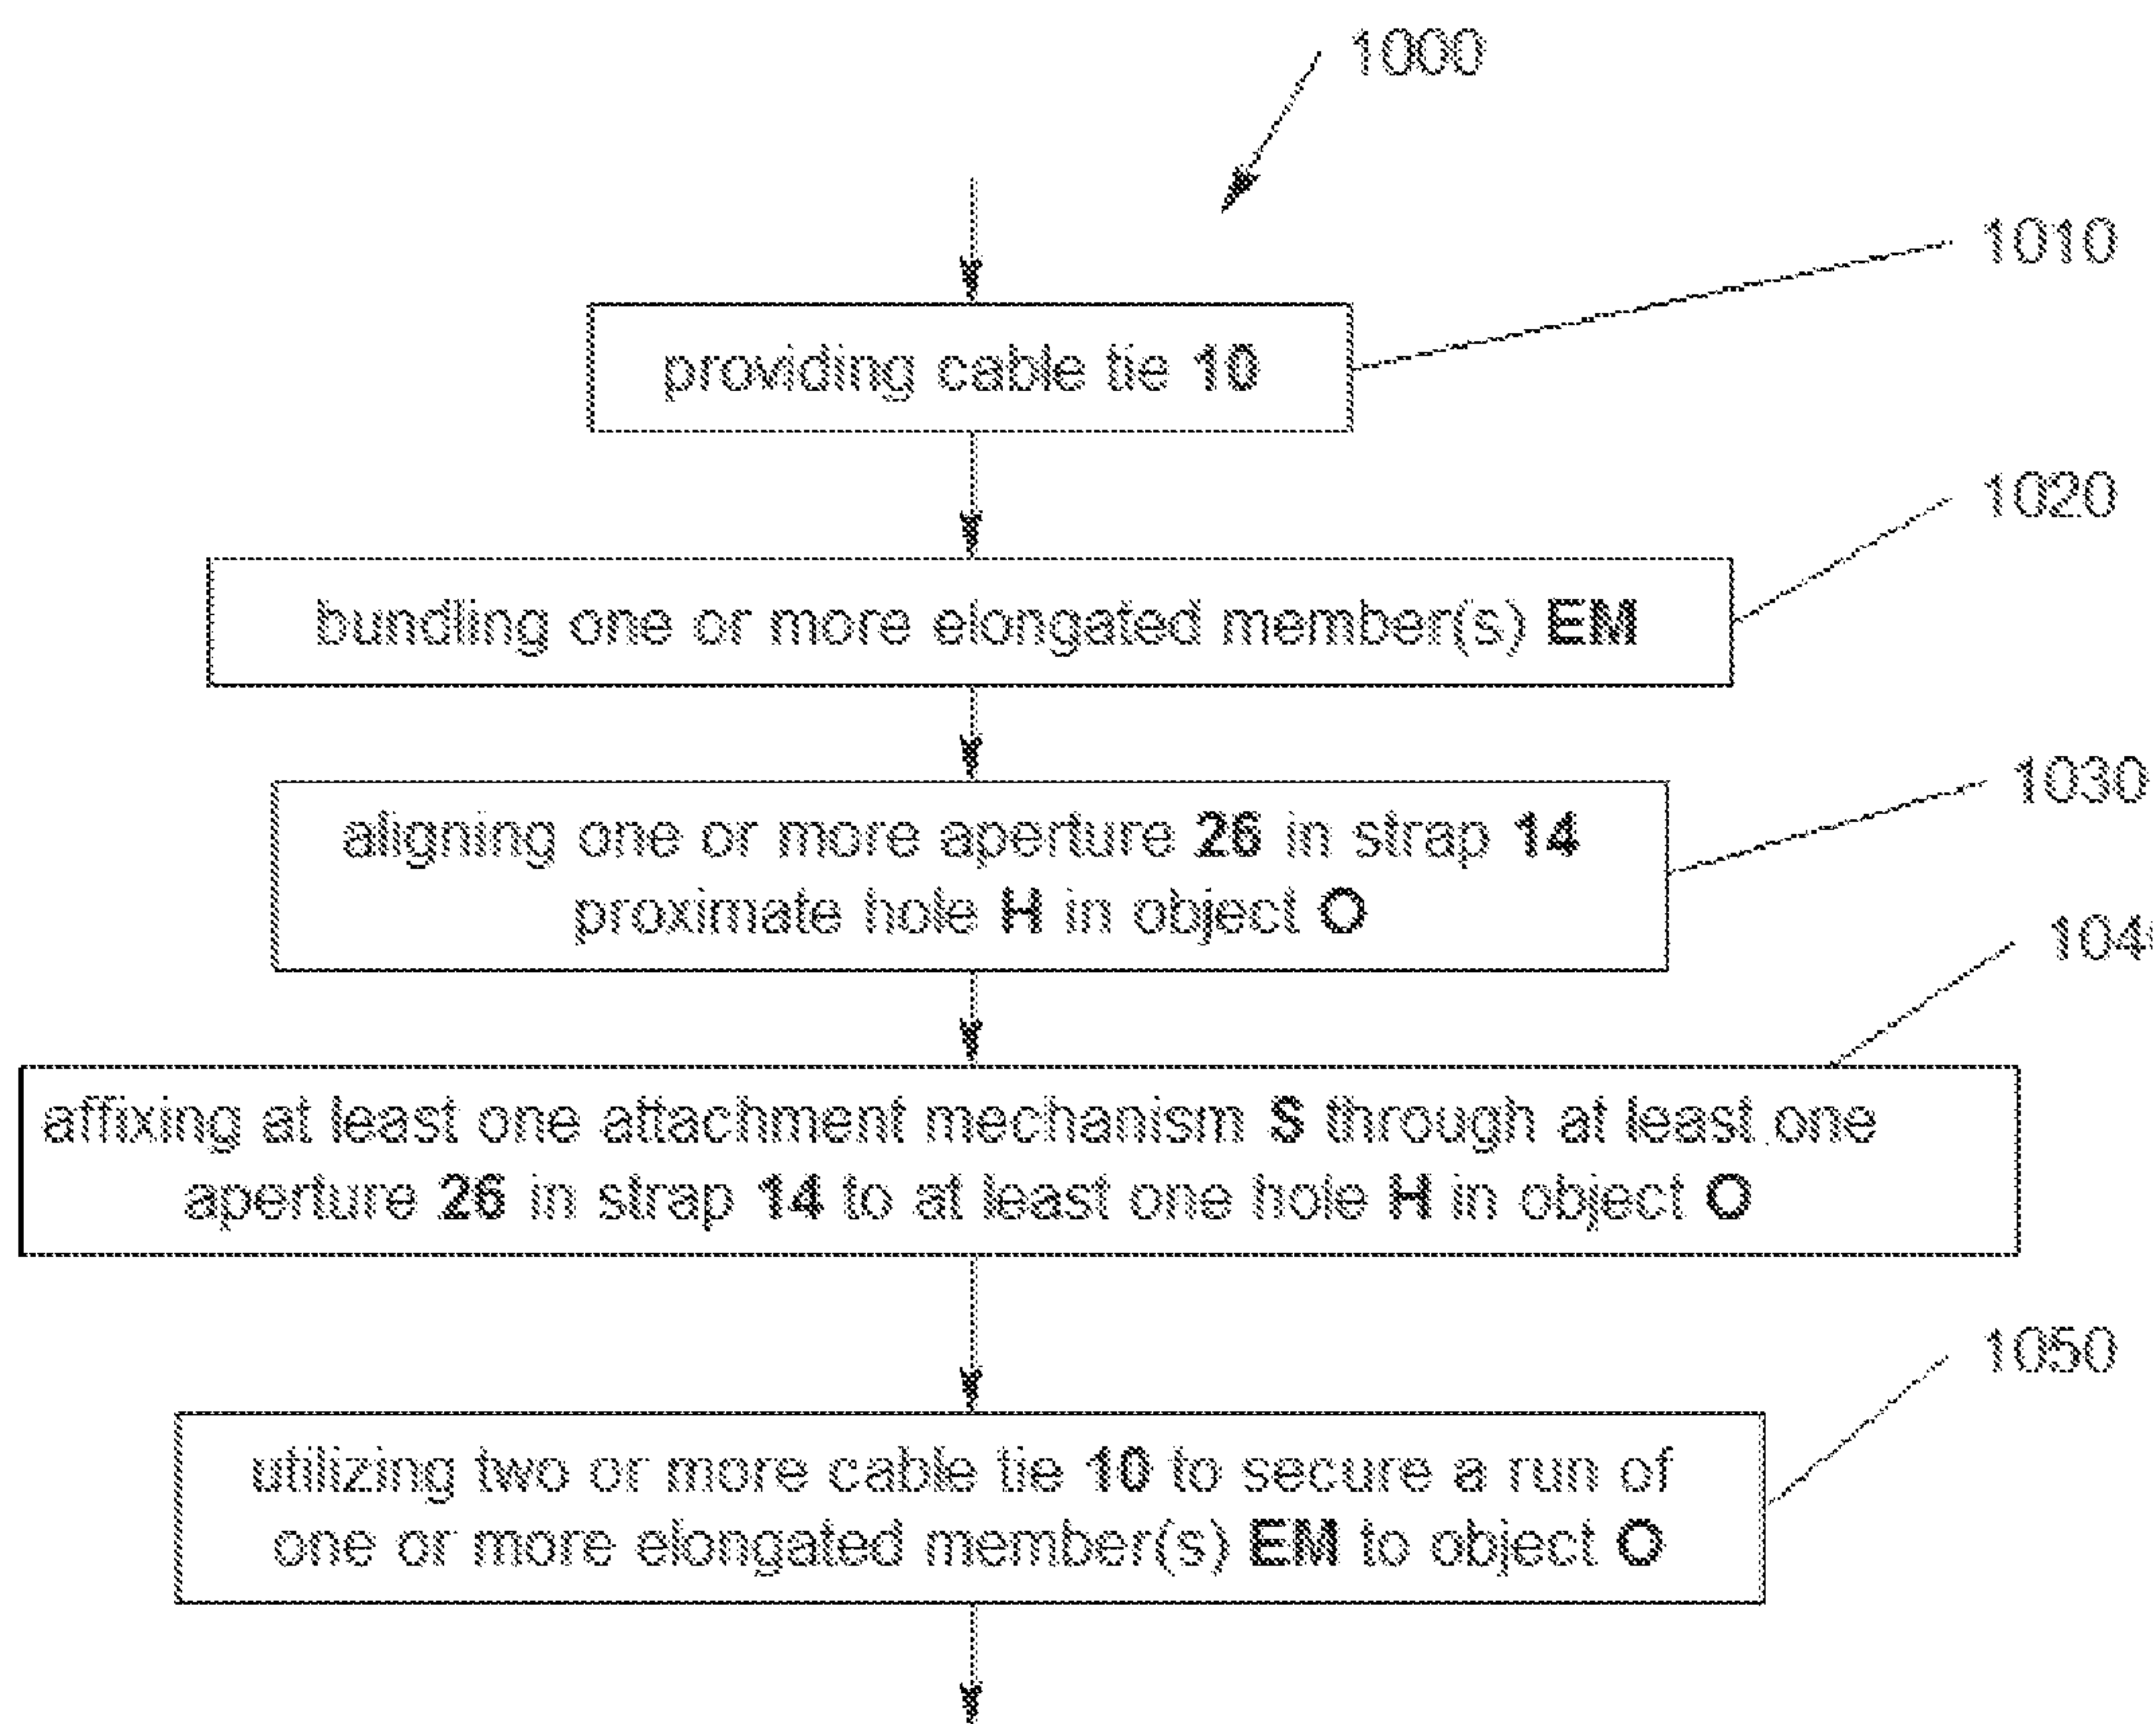 1000
1010
providing cable tie 10
1020
bundling one or more elongated member(s) EM
1030
aligning one or more aperture 26 in strap 14
proximate hole H in object O
104
affixing at least one attachment mechanism S through at least one
aperture 26 in strap 14 to at least one hole H in object O
1050
utilizing two or more cable tie 10 to secure a run of
one or more elongated member(s) EM to object O